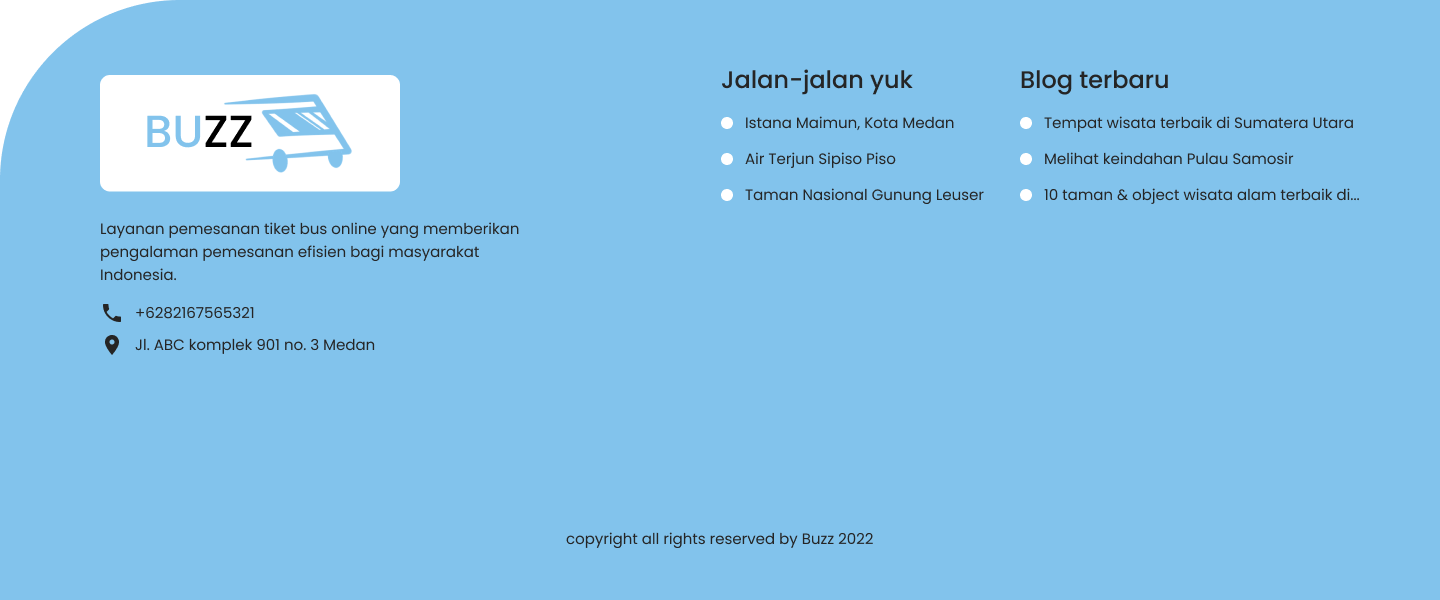 BUZZ
Layanan pemesanan tiket bus online yang memberikan
pengalaman pemesanan efisien bagi masyarakat
Indonesia.
+6282167565321
Jl. ABC komplek 901 no. 3 Medan
Jalan-jalan yuk
Istana Maimun, Kota Medan
Air Terjun Sipiso Piso
Taman Nasional Gunung Leuser
Blog terbaru
Tempat wisata terbaik di Sumatera Utara
Melihat keindahan Pulau Samosir
10 taman & object wisata alam terbaik di...
copyright all rights reserved by Buzz 2022